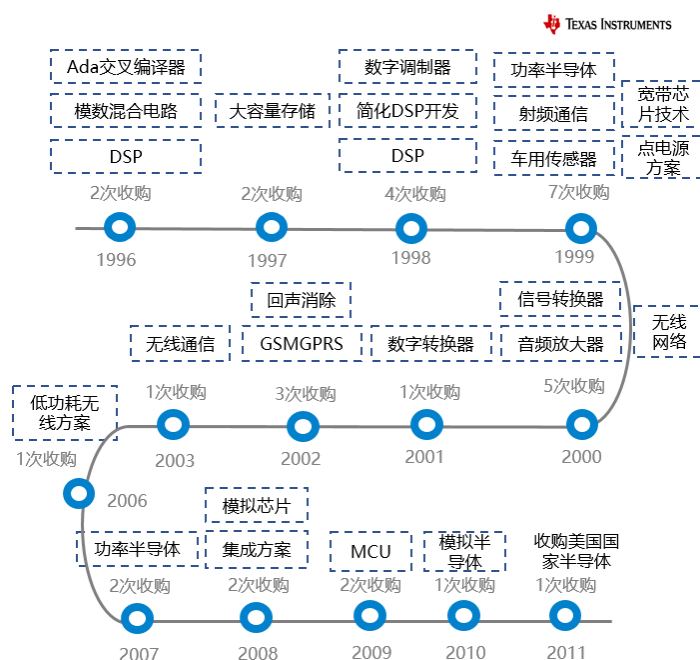 TEXAS INSTRUMENTS
Ada交叉编译器
模数混合电路
DSP
2次收购
1996
大容量存储
2次收购
1997
数字调制器
简化DSP开发
DSP
4次收购
1998
功率半导体
射频通信
车用传感器
宽带芯
片技术
点电源
方案
7次收购
1999
无线
网络
信号转换器
音频放大器
5次收购
2000
数字转换器
1次收购
2001
回声消除
GSMGPRS
3次收购
2002
无线通信
1次收购
2003
低功耗无
线方案
1次收购
2006
功率半导体
2次收购
2007
模拟芯片
集成方案
2次收购
2008
MCU
2次收购
2009
模拟半
导体
1次收购
2010
收购美国国
家半导体
1次收购
2011